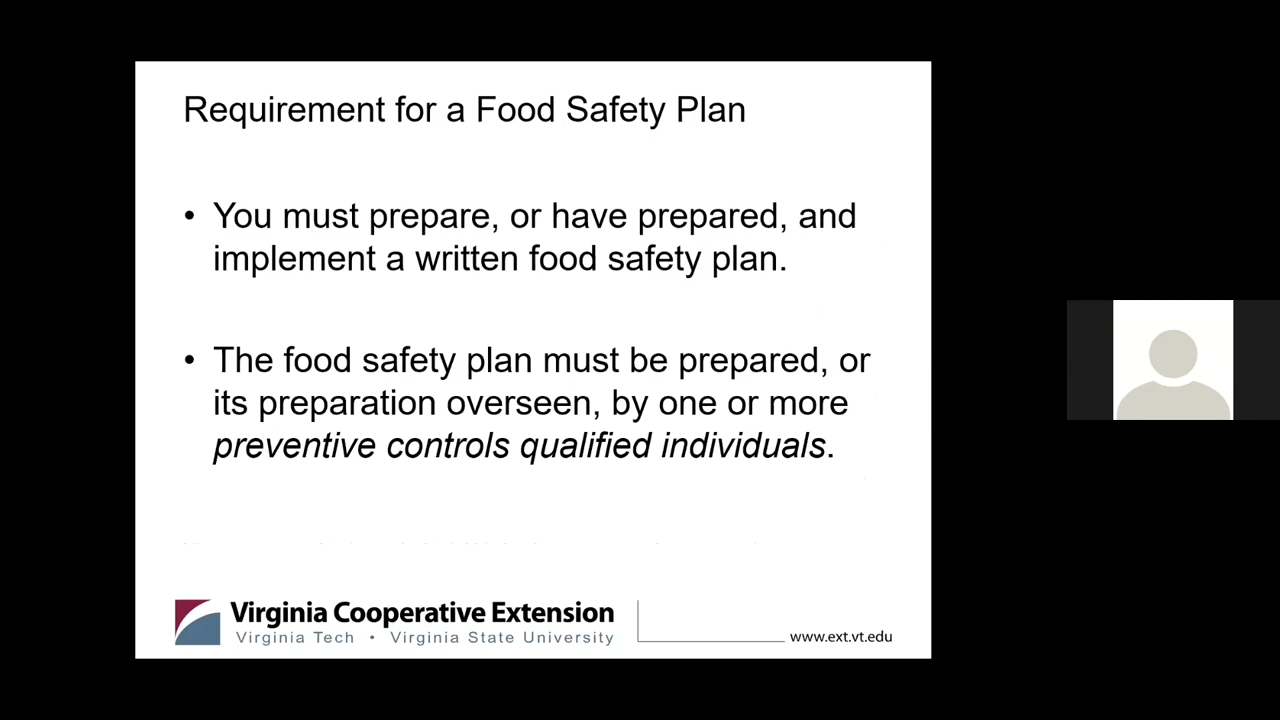 Requirement for a Food Safety Plan
• You must prepare, or have prepared, and
implement a written food safety plan.
• The food safety plan must be prepared, or
its preparation overseen, by one or more
preventive controls qualified individuals.
Virginia Cooperative Extension
Virginia Tech • Virginia State University
www.ext.vt.edu